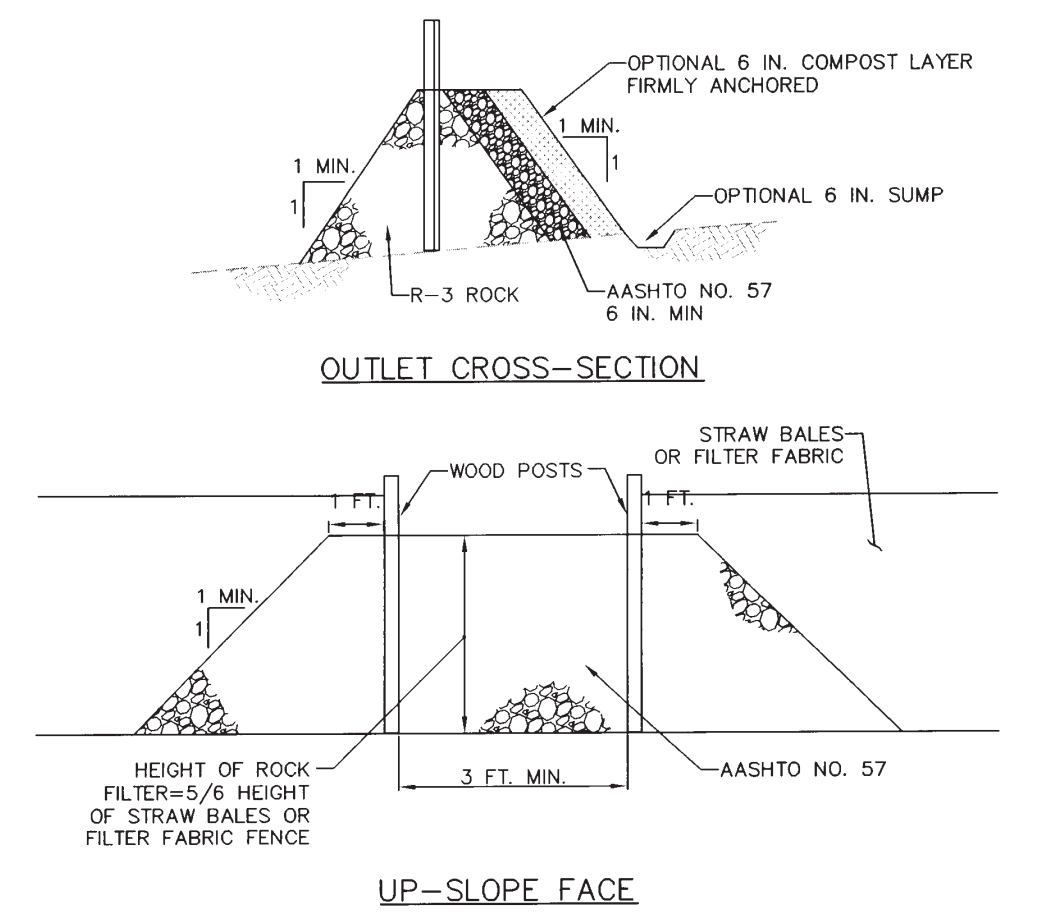 OPTIONAL 6 IN. COMPOST LAYER
FIRMLY ANCHORED
1 MIN.
1
1 MIN.
1
OPTIONAL 6 IN. SUMP
R-3 ROCK
AASHTO NO. 57
6 IN. MIN
OUTLET CROSS-SECTION
STRAW BALES
OR FILTER FABRIC
WOOD POSTS
1 FT.
1 FT.
1 MIN.
1
HEIGHT OF ROCK
FILTER=5/6 HEIGHT
OF STRAW BALES OR
FILTER FABRIC FENCE
3 FT. MIN.
AASHTO NO. 57
UP-SLOPE FACE